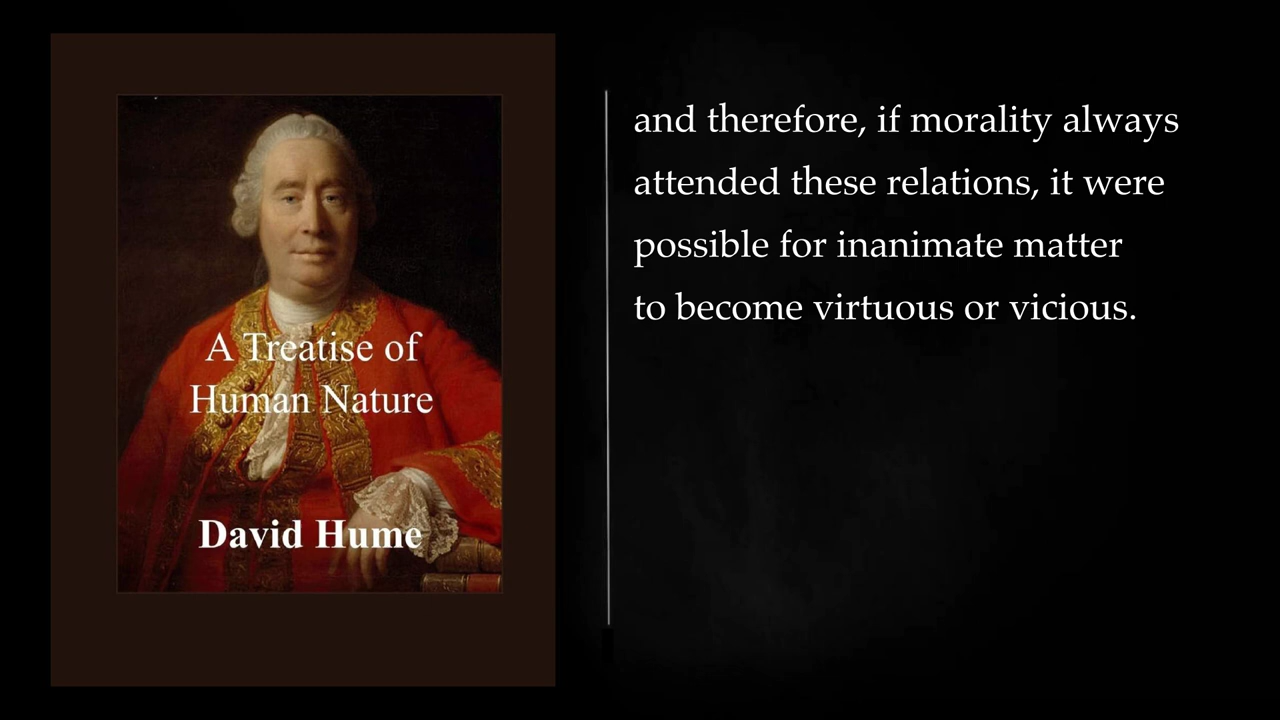 A Treatise of
Human Nature
David Hume
and therefore, if morality always
attended these relations, it were
possible for inanimate matter
to become virtuous or vicious.